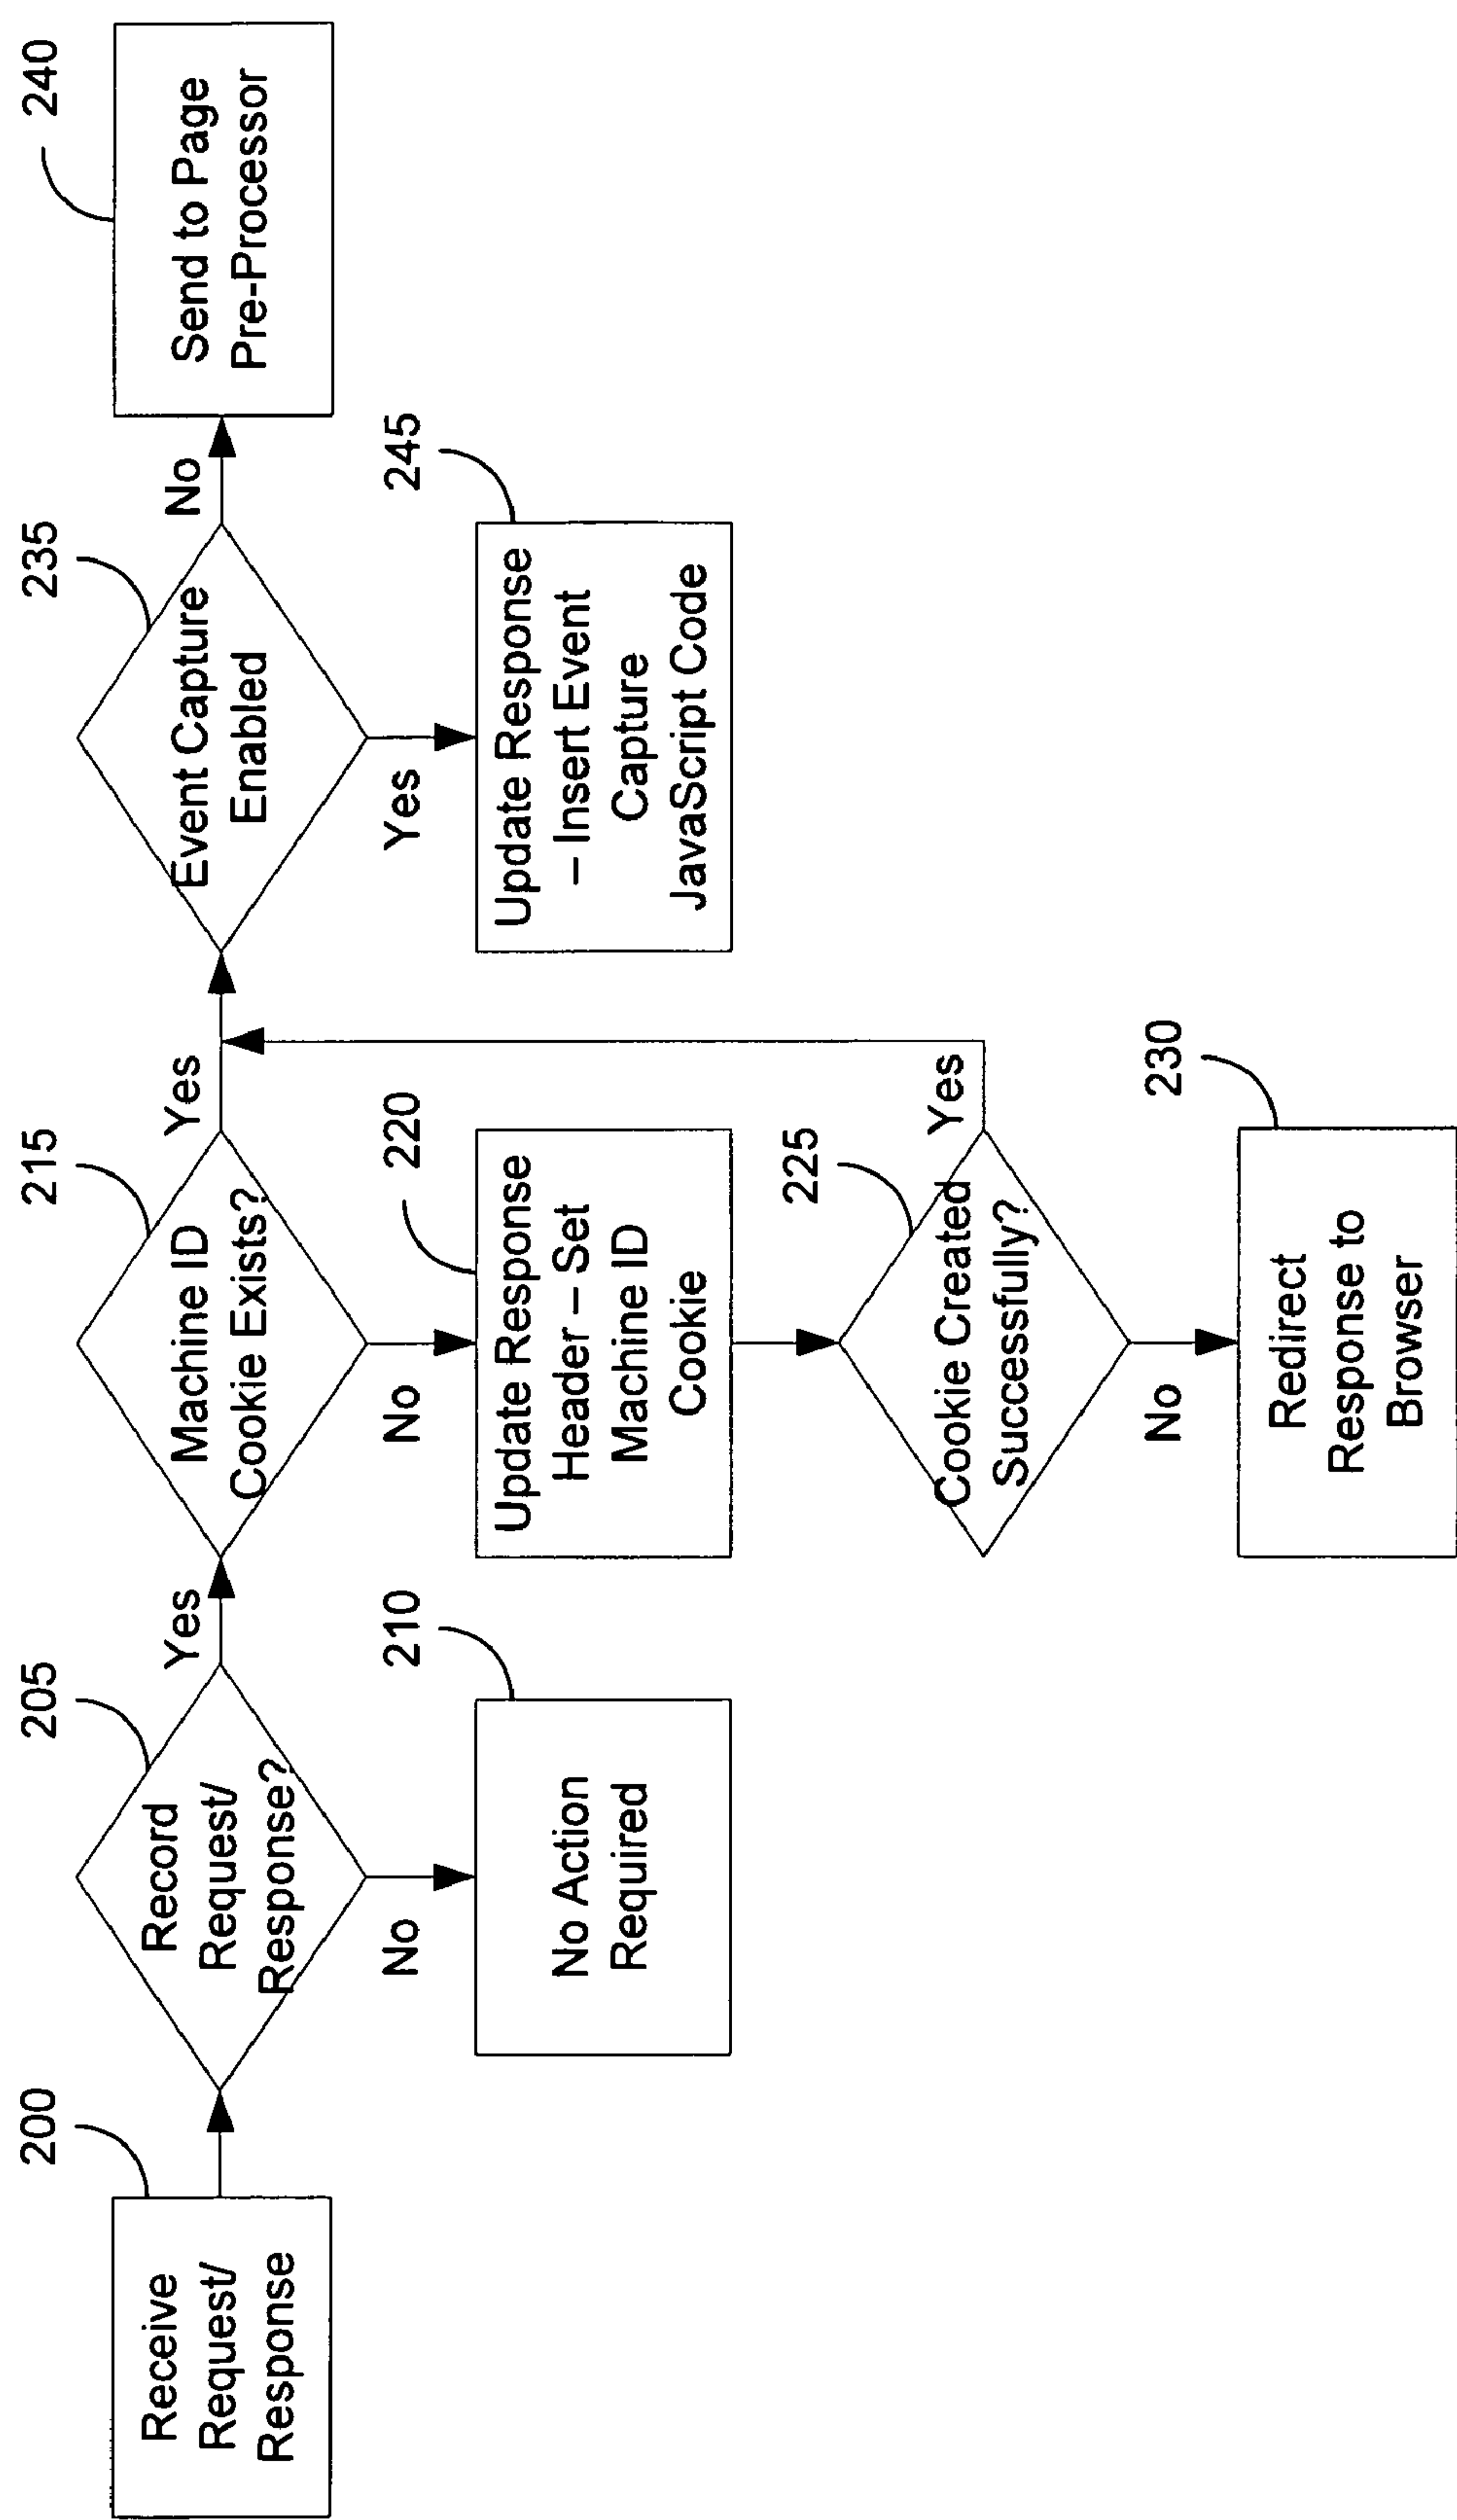 200
Receive
Request/
Response
205
Record
Request/
Response?
Yes
No
210
No Action
Required
215
Machine ID
Cookie Exists?
Yes
No
220
Update Response
Header – Set
Machine ID
Cookie
225
Cookie Created
Successfully?
Yes
No
230
Redirect
Response to
Browser
235
Event Capture
Enabled
No
Yes
240
Send to Page
Pre-Processor
245
Update Response
– Insert Event
Capture
JavaScript Code